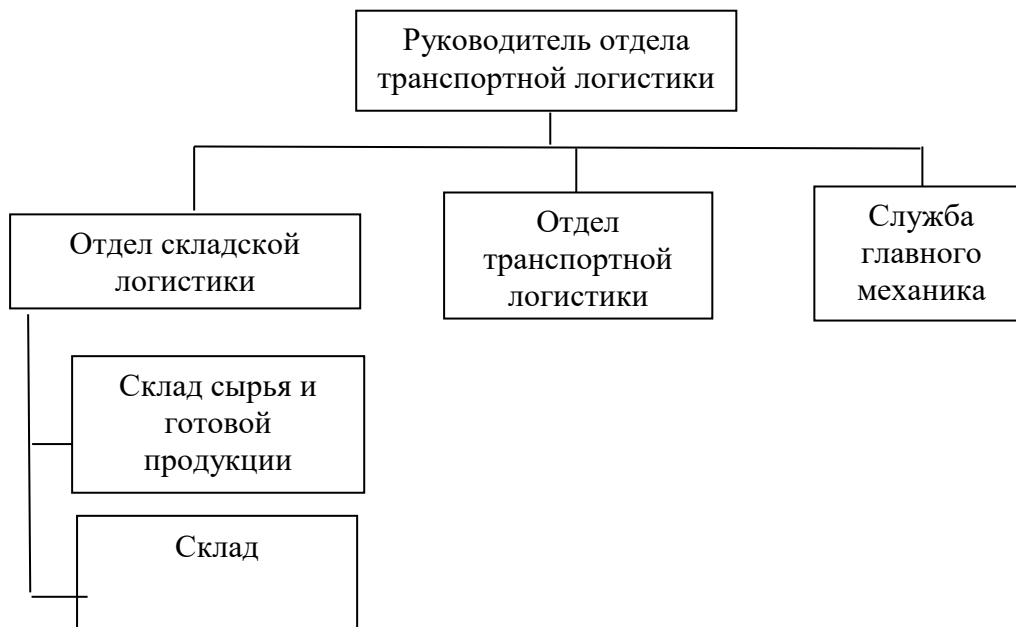 Руководитель отдела
транспортной логистики
Отдел складской
логистики
Отдел
транспортной
логистики
Служба
главного
механика
Склад сырья и
готовой
продукции
Склад